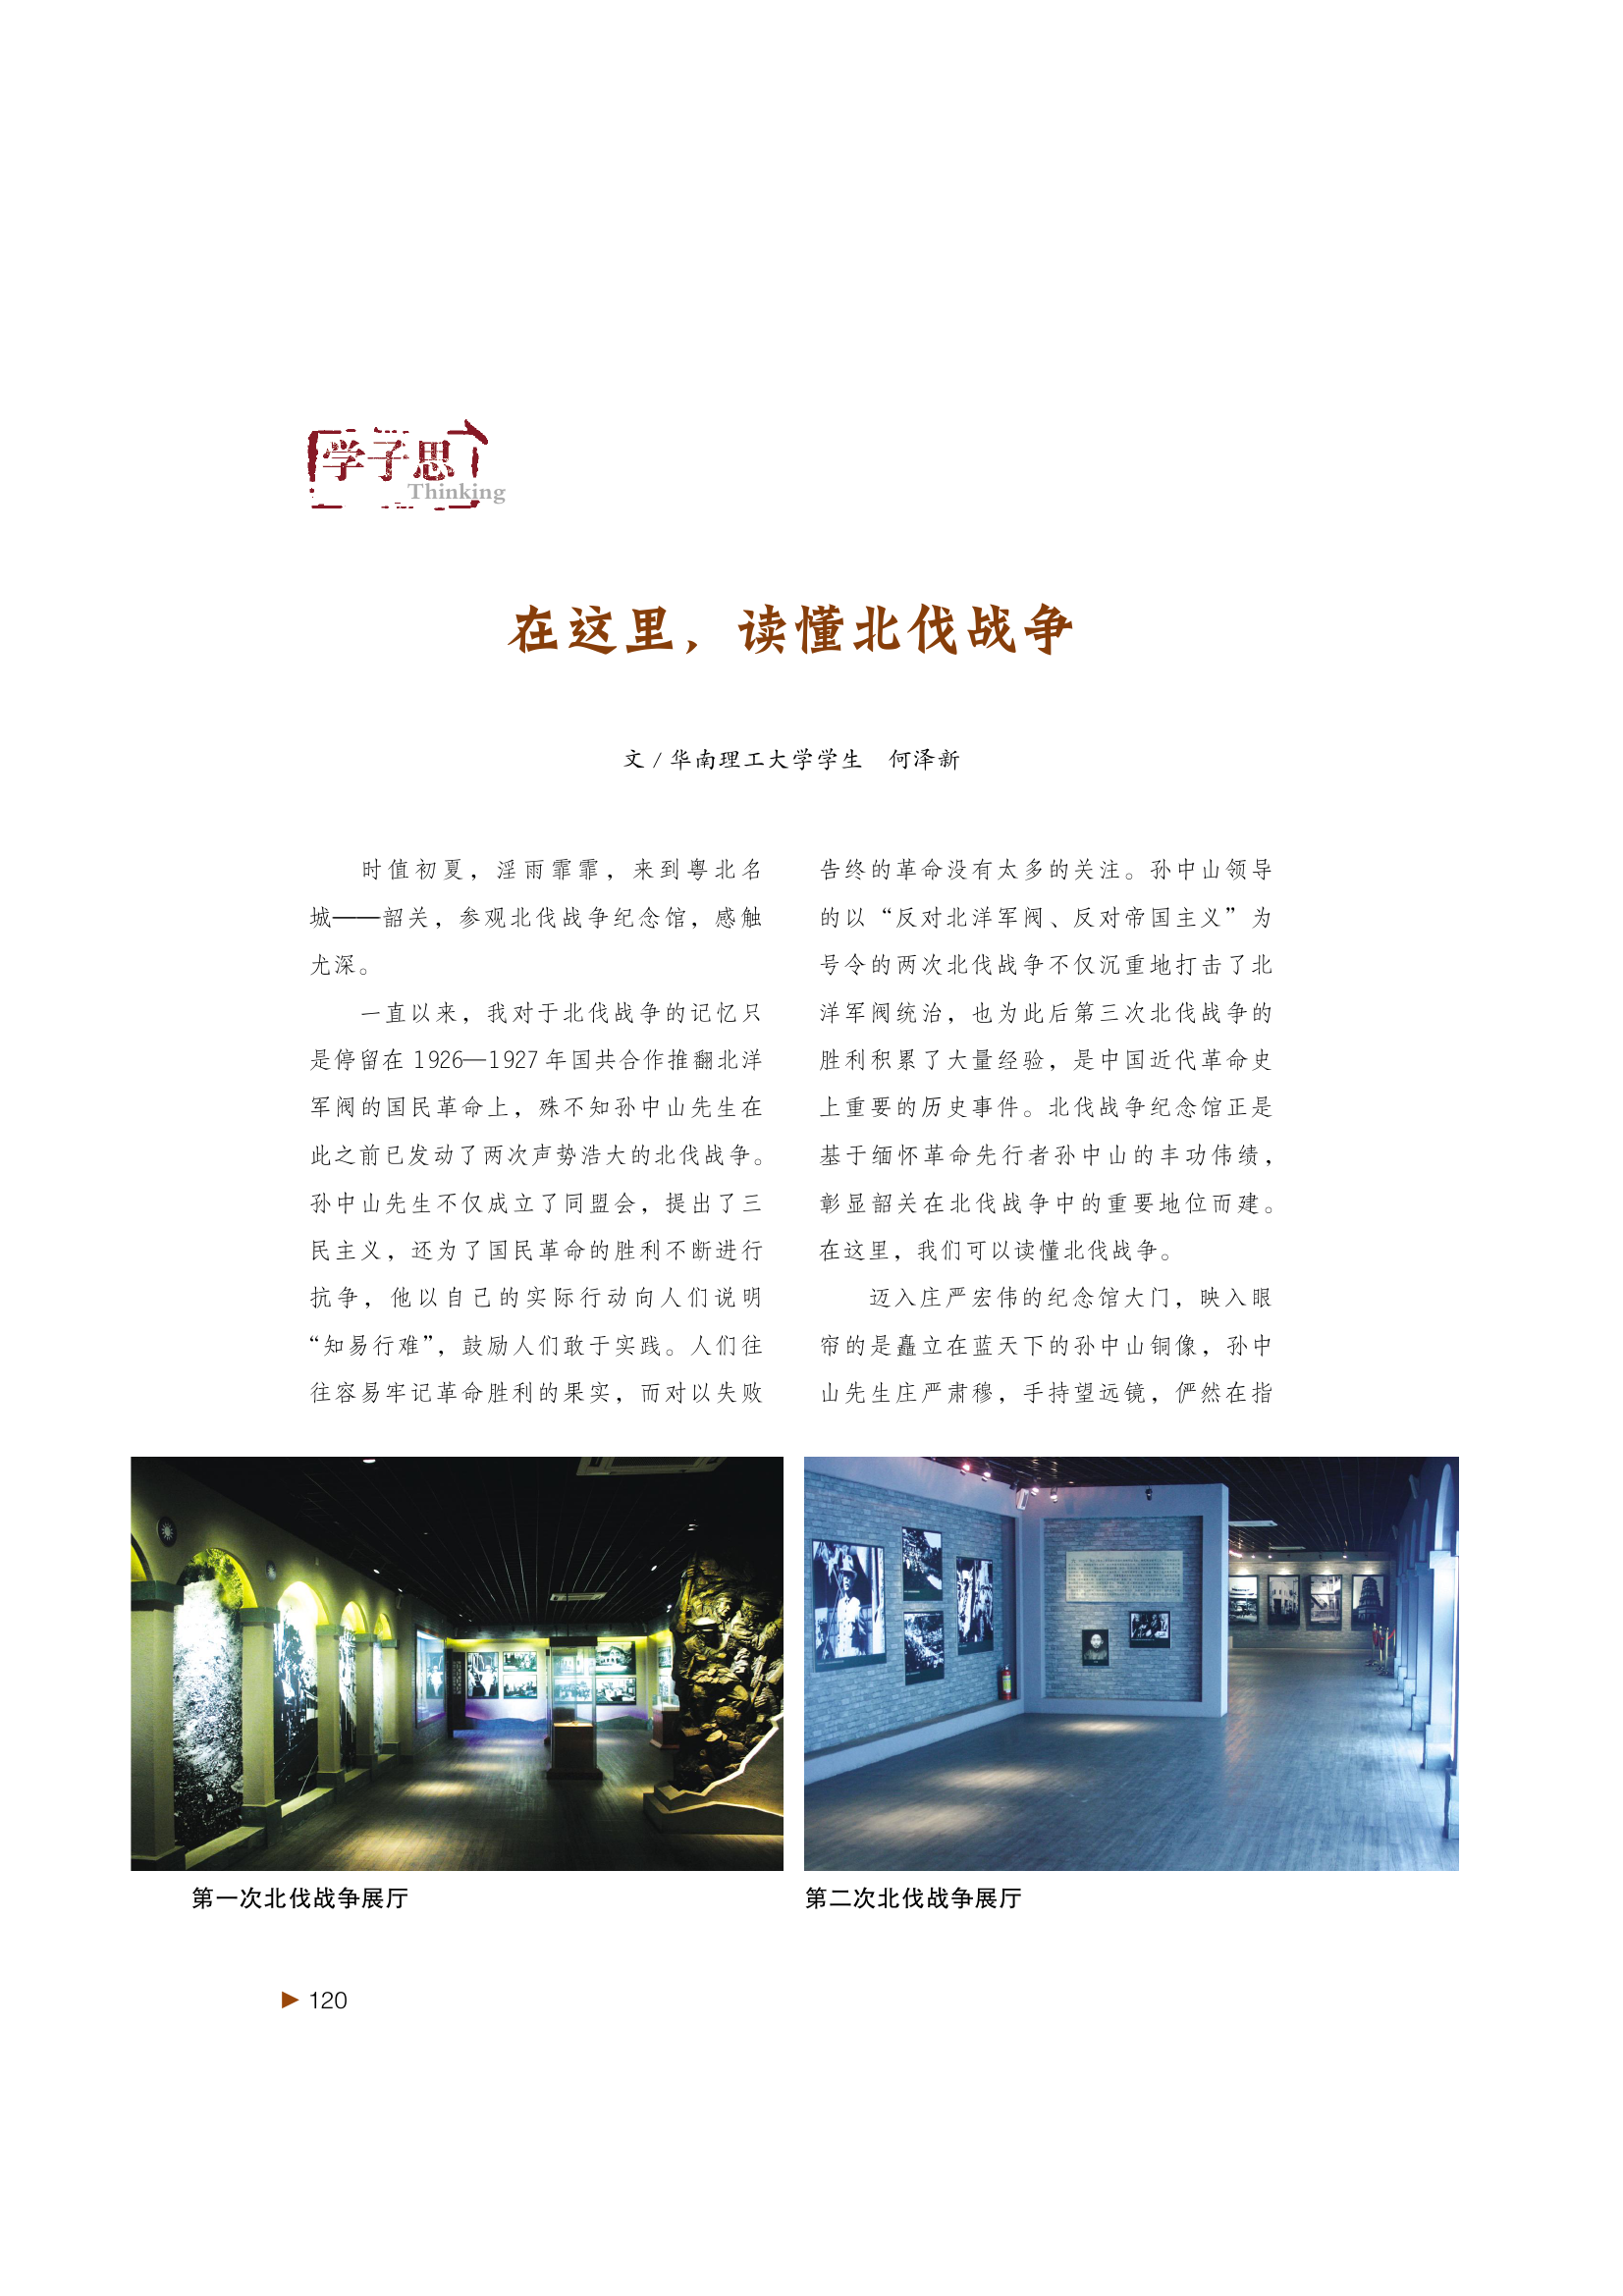 学子思
Thinking
在这里，读懂北伐战争
文 / 华南理工大学学生　何泽新
时值初夏，淫雨霏霏，来到粤北名
城——韶关，参观北伐战争纪念馆，感触
尤深。
一直以来，我对于北伐战争的记忆只
是停留在 1926—1927 年国共合作推翻北洋
军阀的国民革命上，殊不知孙中山先生在
此之前已发动了两次声势浩大的北伐战争。
孙中山先生不仅成立了同盟会，提出了三
民主义，还为了国民革命的胜利不断进行
抗争，他以自己的实际行动向人们说明
“知易行难”，鼓励人们敢于实践。人们往
往容易牢记革命胜利的果实，而对以失败
告终的革命没有太多的关注。孙中山领导
的以“反对北洋军阀、反对帝国主义”为
号令的两次北伐战争不仅沉重地打击了北
洋军阀统治，也为此后第三次北伐战争的
胜利积累了大量经验，是中国近代革命史
上重要的历史事件。北伐战争纪念馆正是
基于缅怀革命先行者孙中山的丰功伟绩，
彰显韶关在北伐战争中的重要地位而建。
在这里，我们可以读懂北伐战争。
迈入庄严宏伟的纪念馆大门，映入眼
帘的是矗立在蓝天下的孙中山铜像，孙中
山先生庄严肃穆，手持望远镜，俨然在指
第一次北伐战争展厅
第二次北伐战争展厅
120